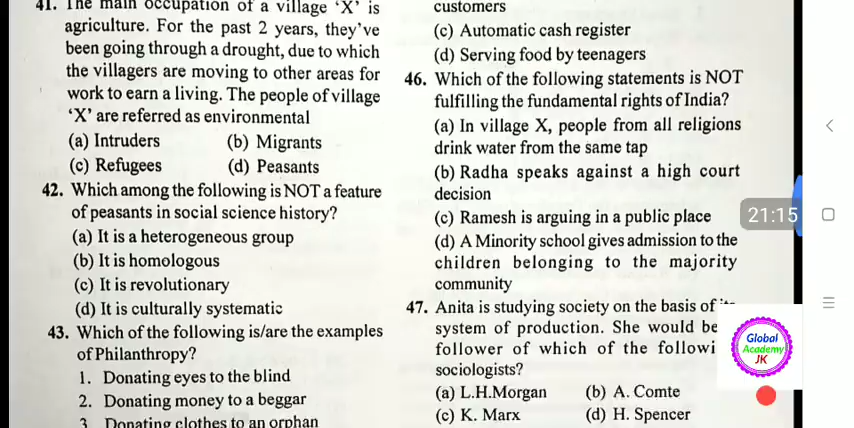 41. The main occupation of a village ‘X’ is
agriculture. For the past 2 years, they’ve
been going through a drought, due to which
the villagers are moving to other areas for
work to earn a living. The people of village
‘X’ are referred as environmental
(a) Intruders (b) Migrants
(c) Refugees (d) Peasants
42. Which among the following is NOT a feature
of peasants in social science history?
(a) It is a heterogeneous group
(b) It is homologous
(c) It is revolutionary
(d) It is culturally systematic
43. Which of the following is/are the examples
of Philanthropy?
1. Donating eyes to the blind
2. Donating money to a beggar
3. Donating clothes to an orphan
customers
(c) Automatic cash register
(d) Serving food by teenagers
46. Which of the following statements is NOT
fulfilling the fundamental rights of India?
(a) In village X, people from all religions
drink water from the same tap
(b) Radha speaks against a high court
decision
(c) Ramesh is arguing in a public place
(d) A Minority school gives admission to the
children belonging to the majority
community
47. Anita is studying society on the basis of
system of production. She would be
follower of which of the
sociologists?
(a) L.H.Morgan (b) A. Comte
(c) K. Marx (d) H. Spencer
21:15
Global
Academy
JK